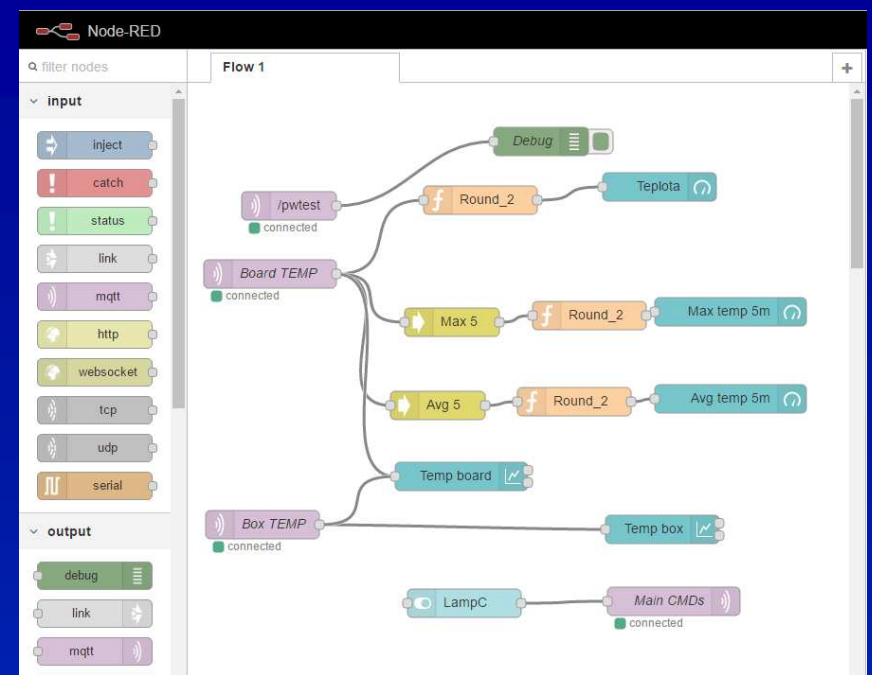 Node-RED
filter nodes
Flow 1
+
input
inject
catch
status
link
mqtt
http
websocket
tcp
udp
serial
output
debug
link
mqtt
Debug
Round_2
Teplota
/pwtest
connected
Board TEMP
connected
Max 5
Round_2
Max temp 5m
Avg 5
Round_2
Avg temp 5m
Temp board
Box TEMP
connected
Temp box
LampC
Main CMDs
connected